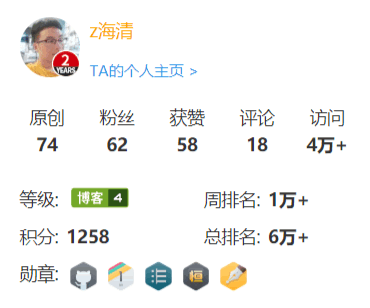 z海清
2
YEARS
TA的个人主页 >
原创 粉丝 获赞 评论 访问
74 62 58 18 4万+
等级: 博客 4 周排名: 1万+
积分: 1258 总排名: 6万+
勋章:
恒